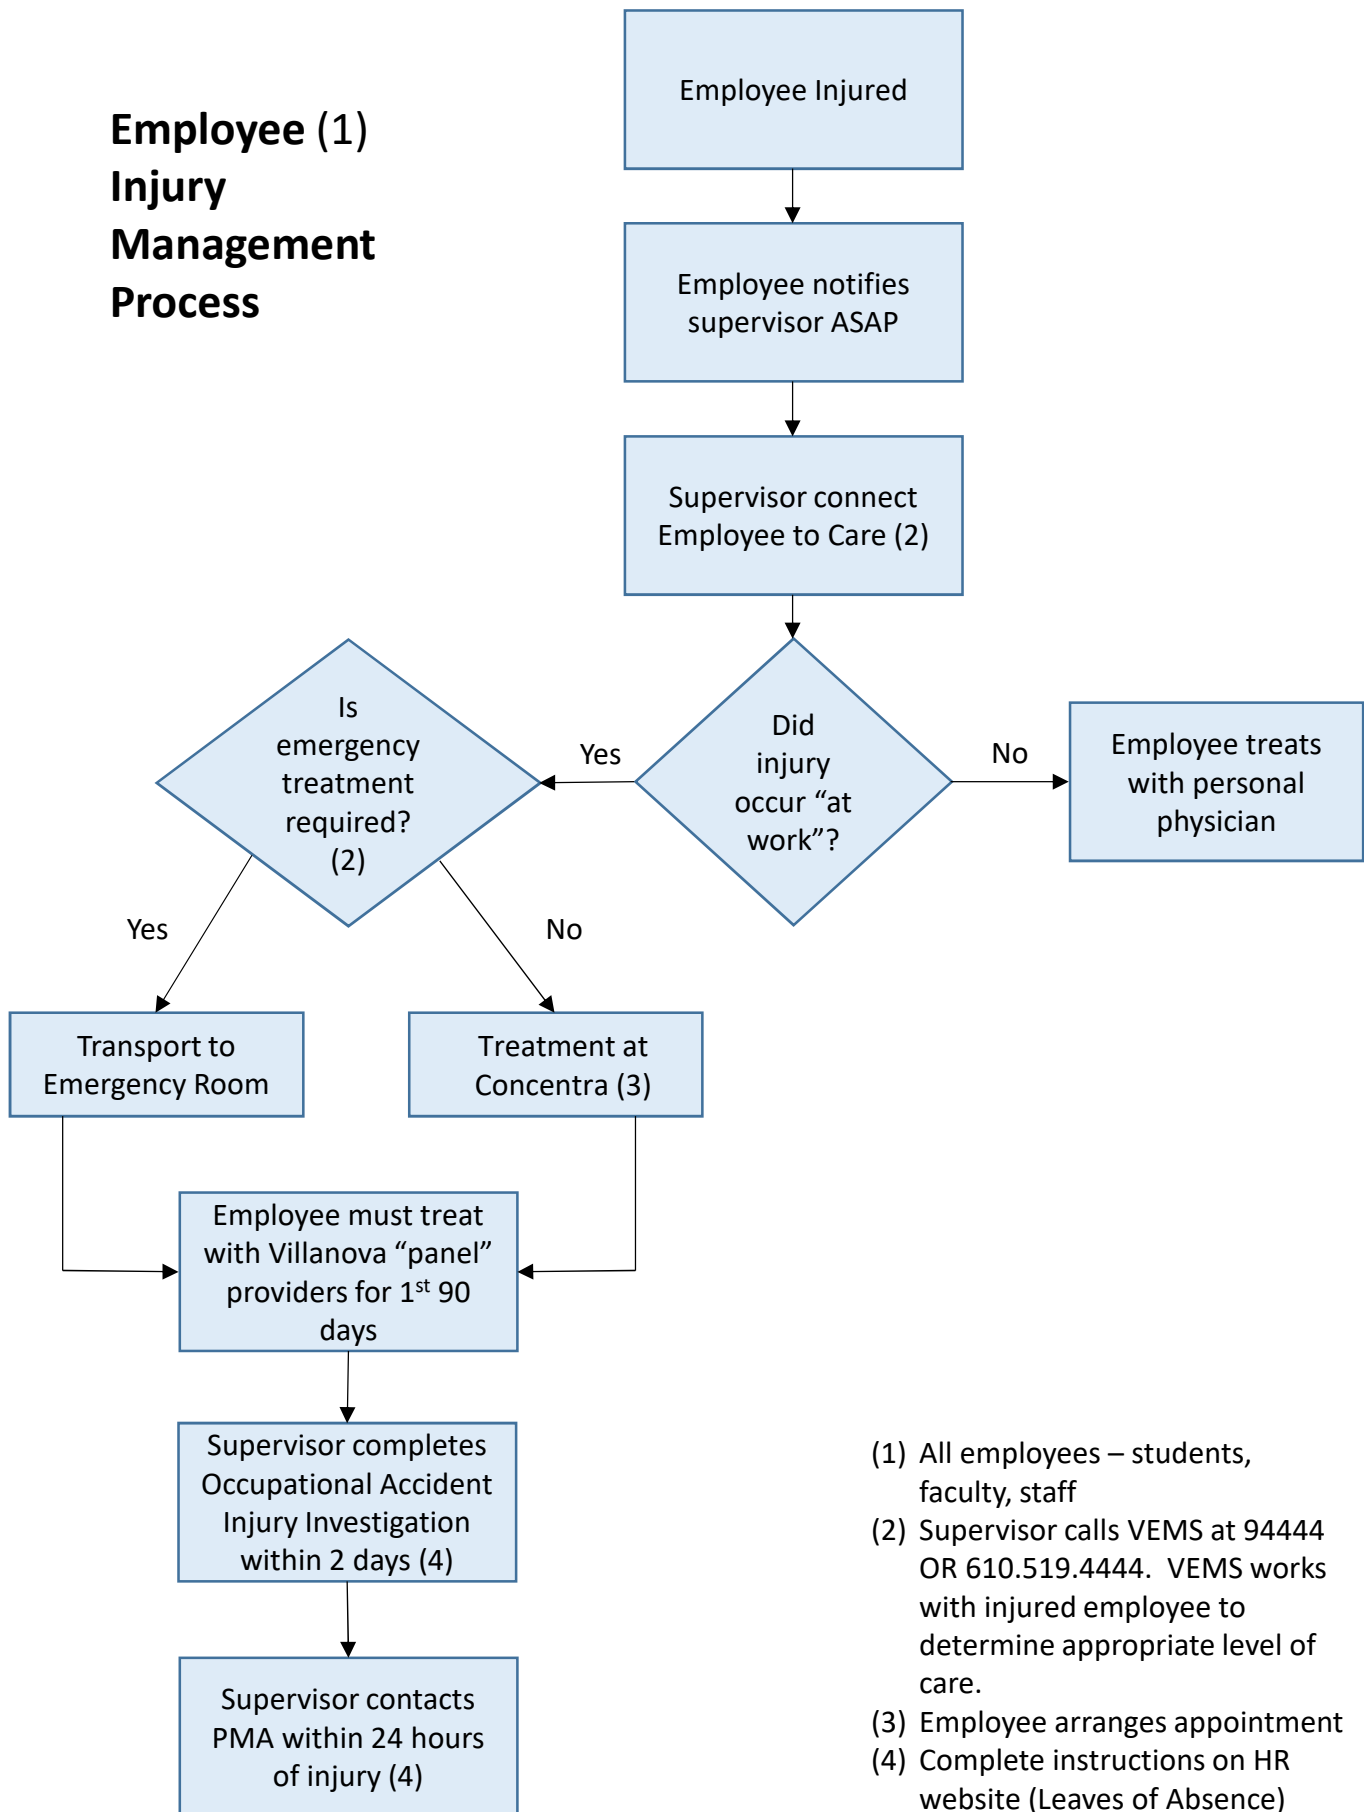 Employee (1)
Injury
Management
Process
Employee Injured
Employee notifies
supervisor ASAP
Supervisor connect
Employee to Care (2)
Did
injury
occur “at
work”?
Yes
No
Employee treats
with personal
physician
Is
emergency
treatment
required?
(2)
Yes
No
Transport to
Emergency Room
Treatment at
Concentra (3)
Employee must treat
with Villanova “panel”
providers for 1st 90
days
Supervisor completes
Occupational Accident
Injury Investigation
within 2 days (4)
Supervisor contacts
PMA within 24 hours
of injury (4)
(1) All employees – students,
faculty, staff
(2) Supervisor calls VEMS at 94444
OR 610.519.4444.  VEMS works
with injured employee to
determine appropriate level of
care.
(3) Employee arranges appointment
(4) Complete instructions on HR
website (Leaves of Absence)